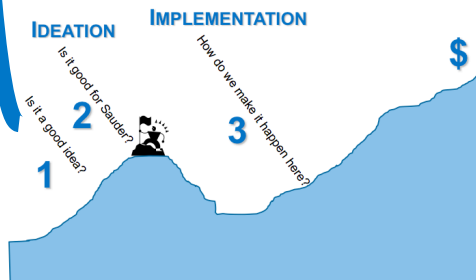 IDEATION
IMPLEMENTATION
Is it a good idea?
1
Is it good for Sauder?
2
How do we make it happen here?
3
$